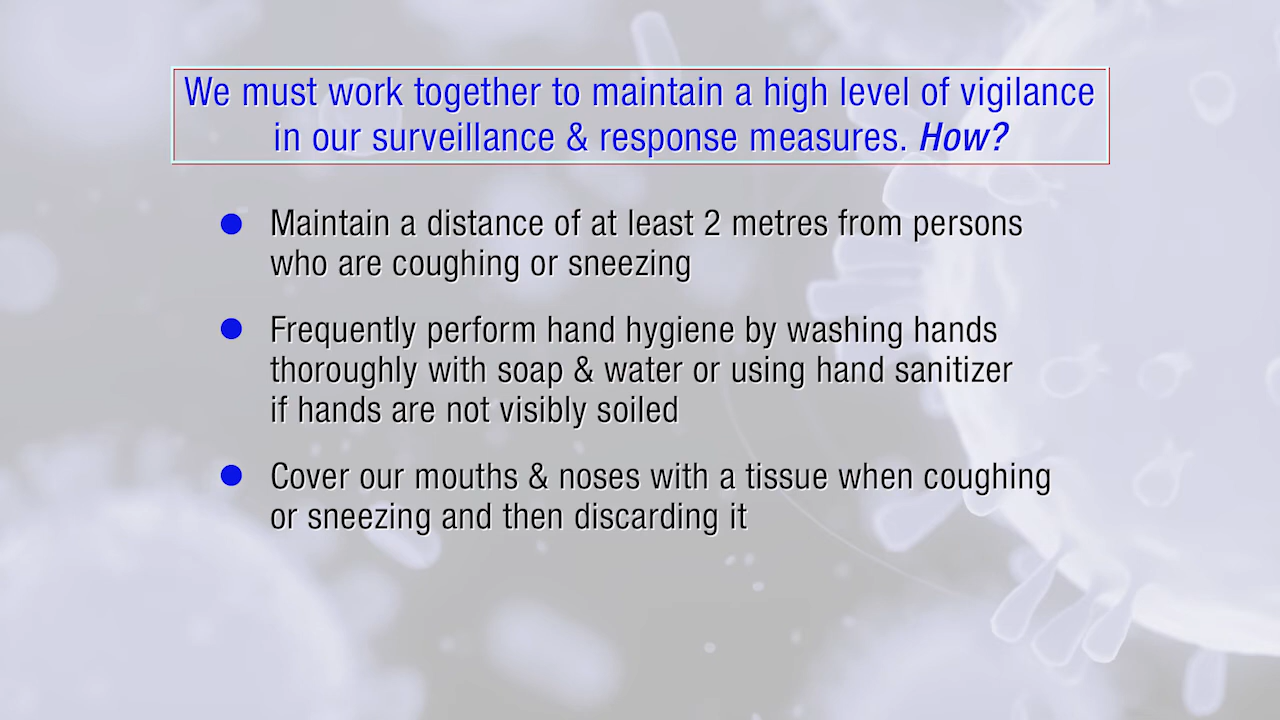 We must work together to maintain a high level of vigilance
in our surveillance & response measures. How?
● Maintain a distance of at least 2 metres from persons
who are coughing or sneezing
● Frequently perform hand hygiene by washing hands
thoroughly with soap & water or using hand sanitizer
if hands are not visibly soiled
● Cover our mouths & noses with a tissue when coughing
or sneezing and then discarding it